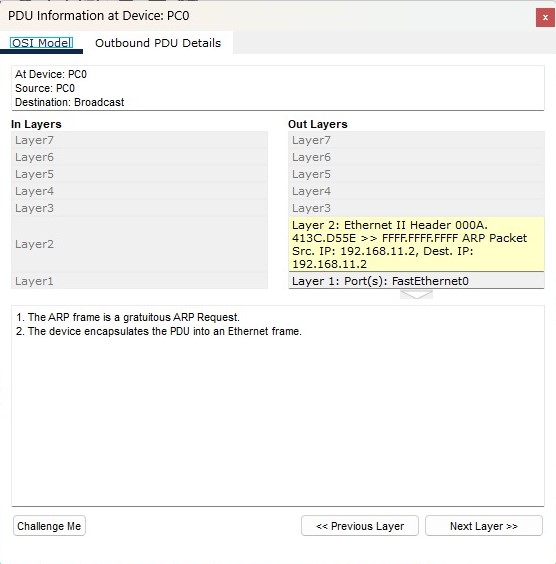 PDU Information at Device: PC0
x
OSI Model Outbound PDU Details
At Device: PC0
Source: PC0
Destination: Broadcast
In Layers
Layer7
Layer6
Layer5
Layer4
Layer3
Layer2
Layer1
Out Layers
Layer7
Layer6
Layer5
Layer4
Layer3
Layer 2: Ethernet II Header 000A.
413C.D55E >> FFFF.FFFF.FFFF ARP Packet
Src. IP: 192.168.11.2, Dest. IP:
192.168.11.2
Layer 1: Port(s): FastEthernet0
1. The ARP frame is a gratuitous ARP Request.
2. The device encapsulates the PDU into an Ethernet frame.
Challenge Me
<< Previous Layer
Next Layer >>